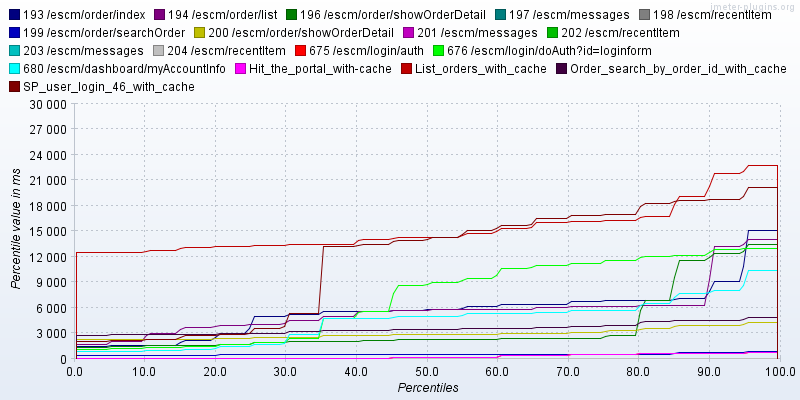 jmeter-plugins.org
193 /escm/order/index 194 /escm/order/list 196 /escm/order/showOrderDetail 197 /escm/messages 198 /escm/recentItem
199 /escm/order/searchOrder 200 /escm/order/showOrderDetail 201 /escm/messages 202 /escm/recentItem
203 /escm/messages 204 /escm/recentItem 675 /escm/login/auth 676 /escm/login/doAuth?id=loginform
680 /escm/dashboard/myAccountInfo Hit_the_portal_with-cache List_orders_with_cache Order_search_by_order_id_with_cache
SP_user_login_46_with_cache
30 000
27 000
24 000
21 000
18 000
15 000
12 000
9 000
6 000
3 000
0
Percentile value in ms
0.0 10.0 20.0 30.0 40.0 50.0 60.0 70.0 80.0 90.0 100.0
Percentiles